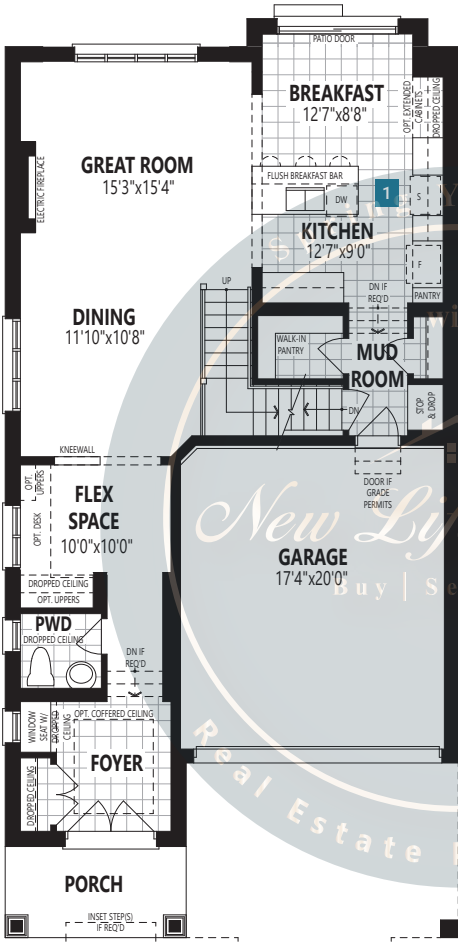 PATIO DOOR
BREAKFAST
12'7"x8'8"
OPT. EXTENDED
CABINETS
DROPPED CEILING
GREAT ROOM
15'3"x15'4"
ELECTRIC FIREPLACE
FLUSH BREAKFAST BAR
DW
1
S
KITCHEN
12'7"x9'0"
F
PANTRY
UP
DN IF
REQ'D
DINING
11'10"x10'8"
WALK-IN
PANTRY
MUD
ROOM
DN
STOP
& DROP
KNEEWALL
OPT.
UPPERS
OPT. DESK
FLEX
SPACE
10'0"x10'0"
DROPPED CEILING
OPT. UPPERS
DOOR IF
GRADE
PERMITS
GARAGE
17'4"x20'0"
PWD
DROPPED CEILING
DN IF
REQ'D
WINDOW
SEAT W/
DROPPED
CEILING
OPT. COFFERED CEILING
FOYER
DROPPED CEILING
PORCH
INSET STEP(S)
IF REQ'D
New Lif
Buy | Se
Real Estate